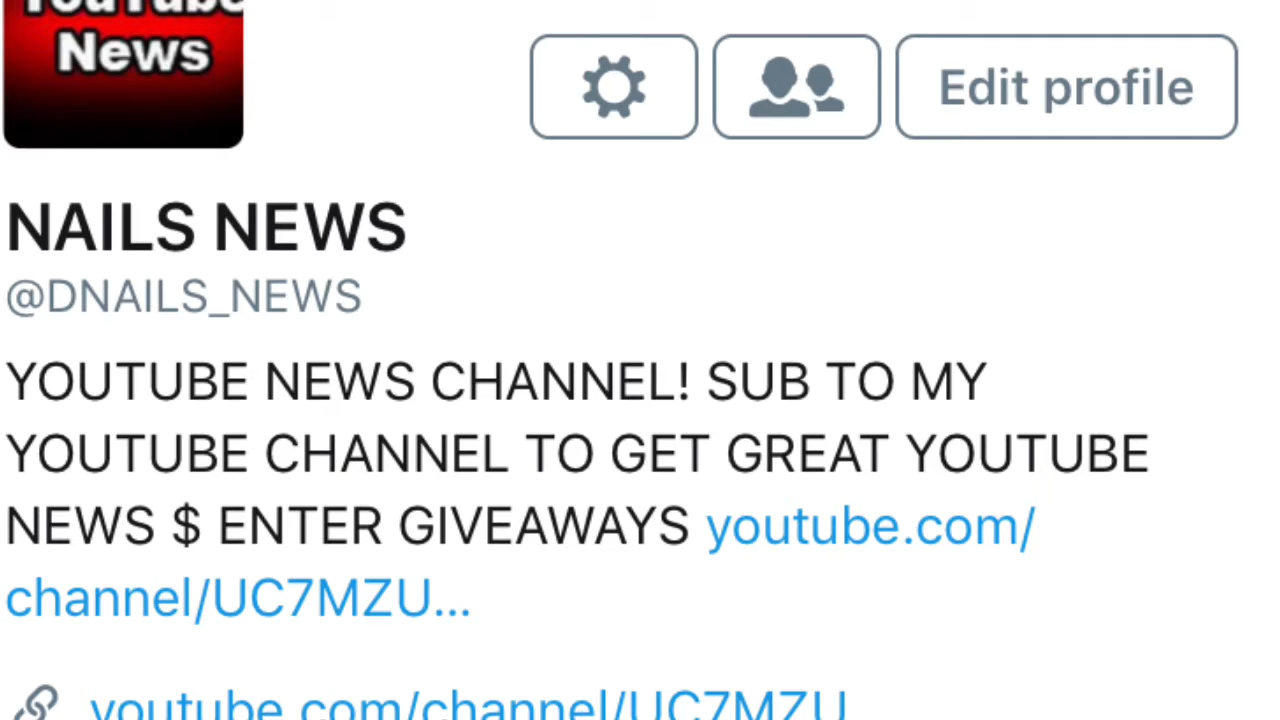 YouTube
News
Edit profile
NAILS NEWS
@DNAILS_NEWS
YOUTUBE NEWS CHANNEL! SUB TO MY
YOUTUBE CHANNEL TO GET GREAT YOUTUBE
NEWS $ ENTER GIVEAWAYS youtube.com/
channel/UC7MZU...
youtube.com/channel/UC7MZU